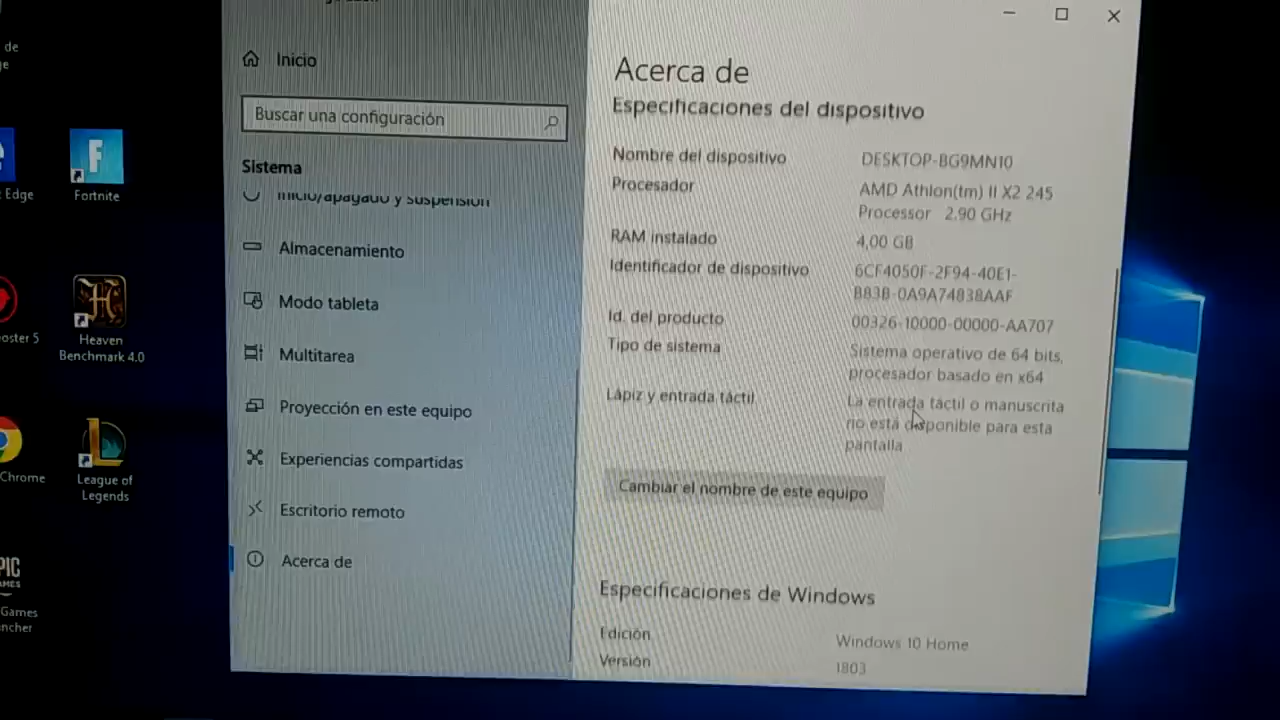 de
Edge
Fortnite
oster 5
Heaven
Benchmark 4.0
Chrome
League of
Legends
PIC
AMES
Games
ncher
Inicio
Buscar una configuración
Sistema
Inicio/apagado y suspensión
Almacenamiento
Modo tableta
Multitarea
Proyección en este equipo
Experiencias compartidas
Escritorio remoto
Acerca de
Acerca de
Especificaciones del dispositivo
Nombre del dispositivo DESKTOP-BG9MN10
Procesador AMD Athlon(tm) II X2 245
Processor 2.90 GHz
RAM instalado 4,00 GB
Identificador de dispositivo 6CF4050F-2F94-40E1-
B83B-0A9A74838AAF
Id. del producto 00326-10000-00000-AA707
Tipo de sistema Sistema operativo de 64 bits,
procesador basado en x64
Lápiz y entrada táctil La entrada táctil o manuscrita
no está disponible para esta
pantalla
Cambiar el nombre de este equipo
Especificaciones de Windows
Edición Windows 10 Home
Versión 1803